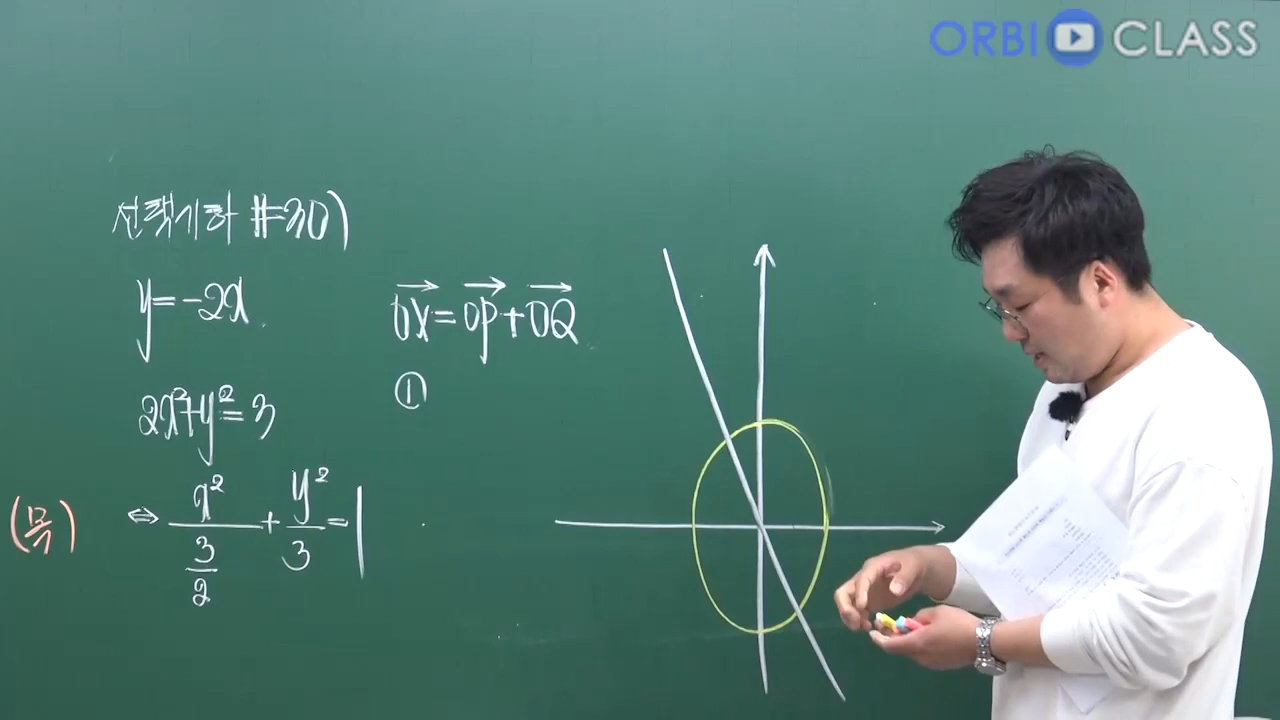 ORBI CLASS
선택기하 #30)
y=-2x
2x²+y²=3
(목) ⇔ x²/(3/2) + y²/3 = 1
→OX = →OP + →OQ
①